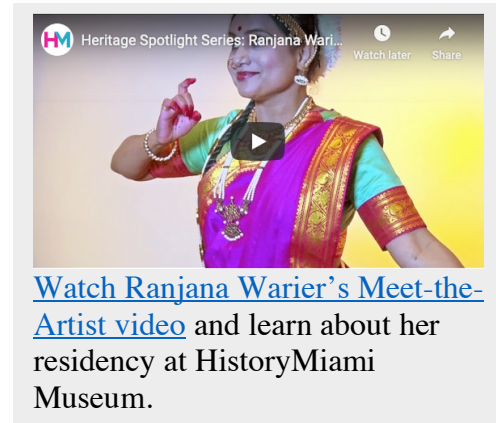 HM Heritage Spotlight Series: Ranjana Wari...
Watch later Share
Watch Ranjana Warier’s Meet-the-
Artist video and learn about her
residency at HistoryMiami
Museum.